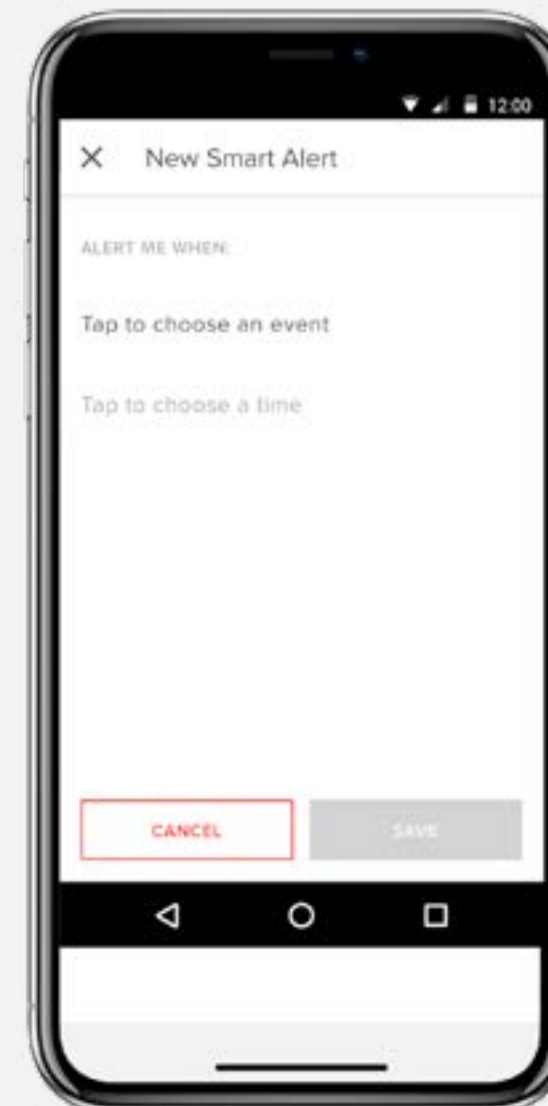 12:00
New Smart Alert
ALERT ME WHEN:
Tap to choose an event
Tap to choose a time
CANCEL
SAVE